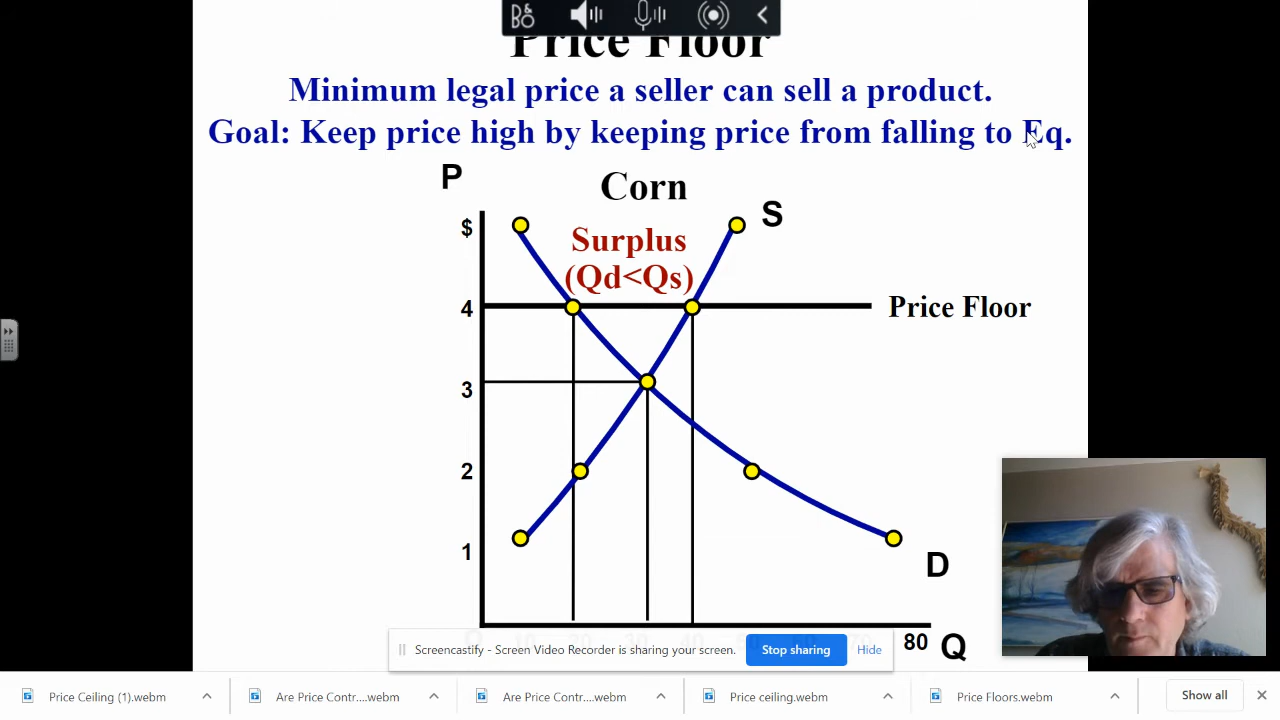 Price Floor
Minimum legal price a seller can sell a product.
Goal: Keep price high by keeping price from falling to Eq.
P
Corn
$
S
Surplus
(Qd<Qs)
4
Price Floor
3
2
1
D
80 Q
Screencastify - Screen Video Recorder is sharing your screen. Stop sharing Hide
Price Ceiling (1).webm Are Price Contr....webm Are Price Contr....webm Price ceiling.webm Price Floors.webm Show all